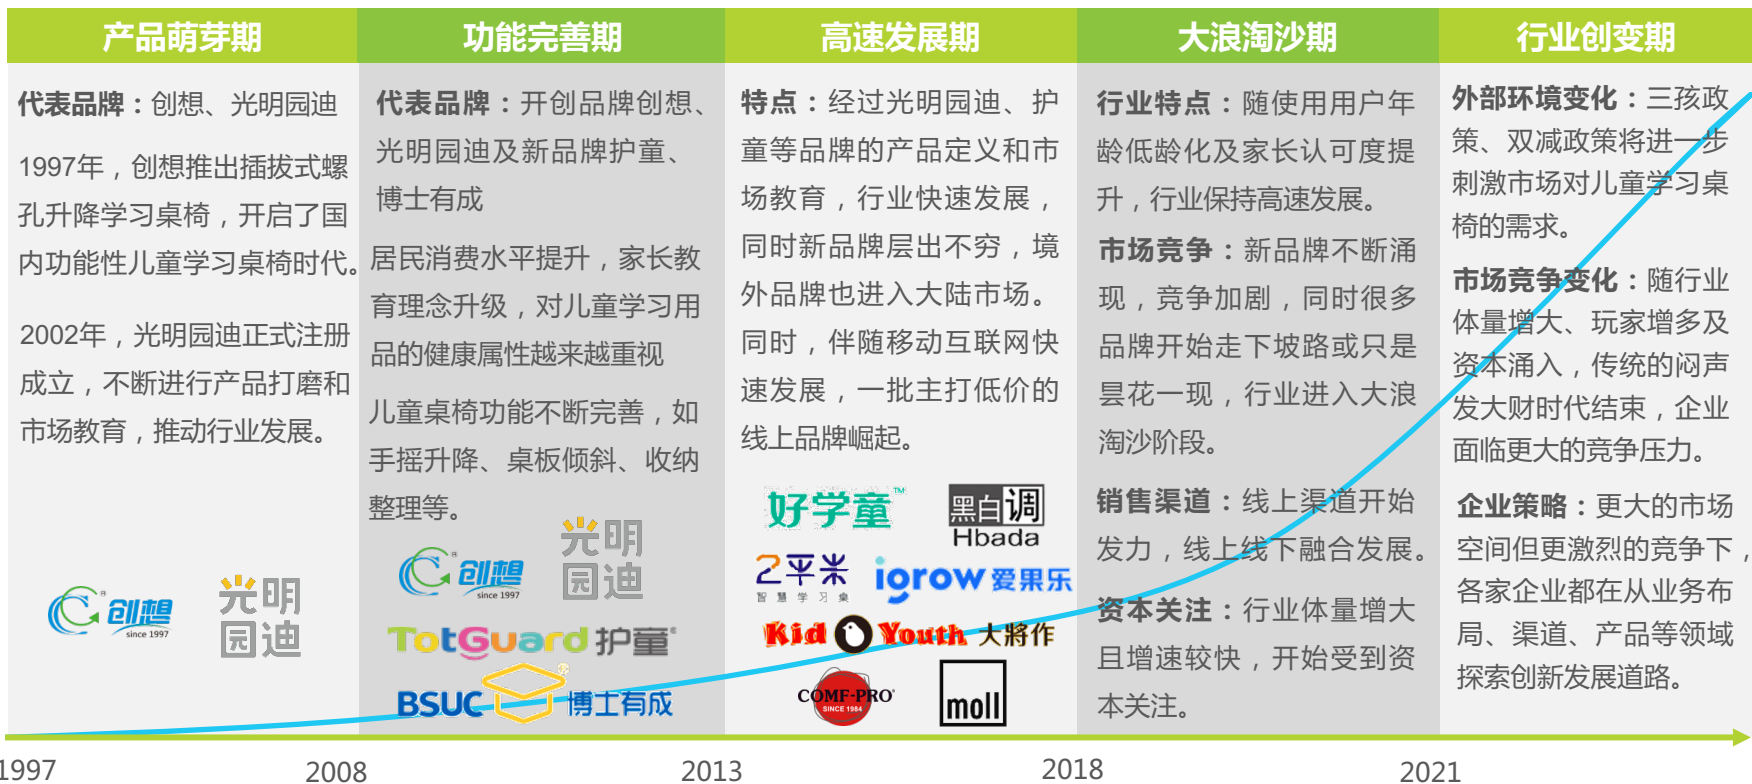 产品萌芽期
代表品牌：创想、光明园迪
1997年，创想推出插拔式螺
孔升降学习桌椅，开启了国
内功能性儿童学习桌椅时代。
2002年，光明园迪正式注册
成立，不断进行产品打磨和
市场教育，推动行业发展。
创想
since 1997
光明
园迪
功能完善期
代表品牌：开创品牌创想、
光明园迪及新品牌护童、
博士有成
居民消费水平提升，家长教
育理念升级，对儿童学习用
品的健康属性越来越重视
儿童桌椅功能不断完善，如
手摇升降、桌板倾斜、收纳
整理等。
创想
since 1997
光明
园迪
TotGuard 护童
BSUC 博士有成
高速发展期
特点：经过光明园迪、护
童等品牌的产品定义和市
场教育，行业快速发展，
同时新品牌层出不穷，境
外品牌也进入大陆市场。
同时，伴随移动互联网快
速发展，一批主打低价的
线上品牌崛起。
好学童™
黑白调
Hbada
2平米
智慧学习桌
igrow爱果乐
Kid Youth 大將作
COMF-PRO
SINCE 1984
moll
大浪淘沙期
行业特点：随使用用户年
龄低龄化及家长认可度提
升，行业保持高速发展。
市场竞争：新品牌不断涌
现，竞争加剧，同时很多
品牌开始走下坡路或只是
昙花一现，行业进入大浪
淘沙阶段。
销售渠道：线上渠道开始
发力，线上线下融合发展。
资本关注：行业体量增大
且增速较快，开始受到资
本关注。
行业创变期
外部环境变化：三孩政
策、双减政策将进一步
刺激市场对儿童学习桌
椅的需求。
市场竞争变化：随行业
体量增大、玩家增多及
资本涌入，传统的闷声
发大财时代结束，企业
面临更大的竞争压力。
企业策略：更大的市场
空间但更激烈的竞争下，
各家企业都在从业务布
局、渠道、产品等领域
探索创新发展道路。
1997
2008
2013
2018
2021